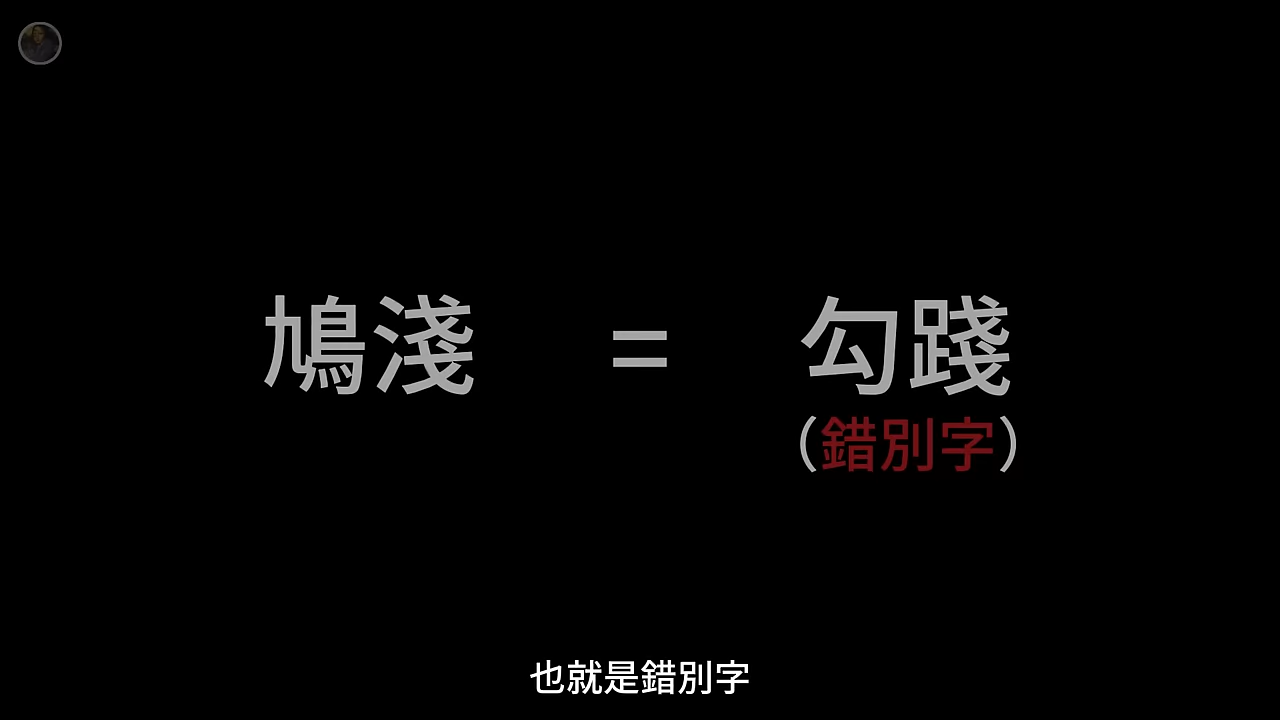 鳩淺 = 勾踐
（錯別字）
也就是錯別字